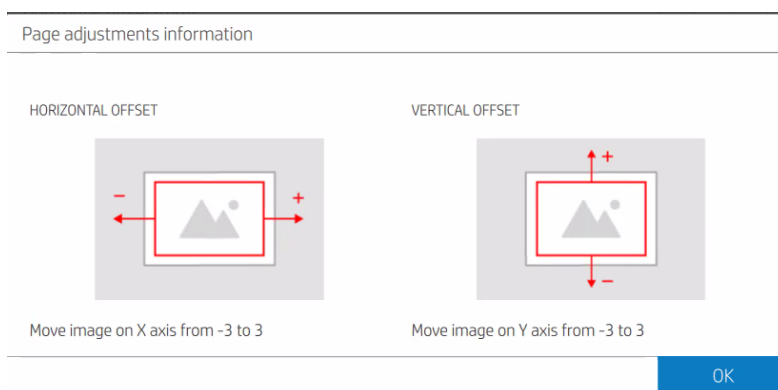 Page adjustments information
HORIZONTAL OFFSET
VERTICAL OFFSET
− +
+
−
Move image on X axis from -3 to 3
Move image on Y axis from -3 to 3
OK